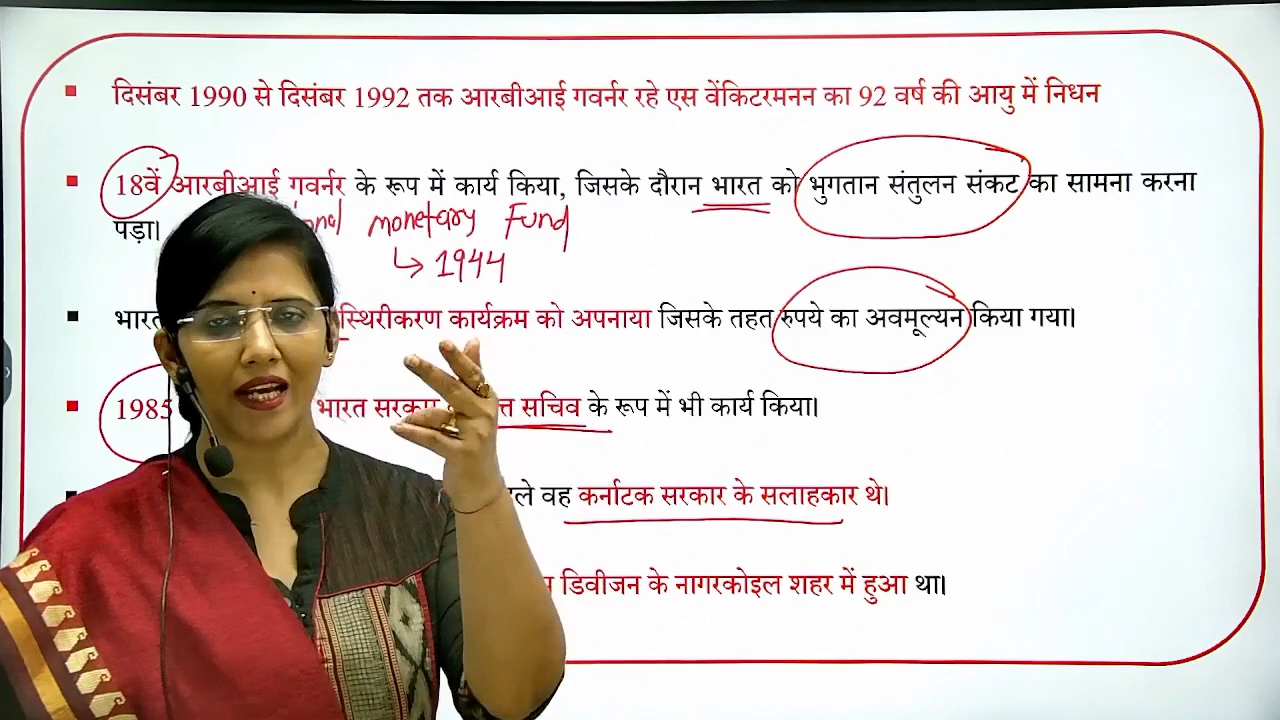 दिसंबर 1990 से दिसंबर 1992 तक आरबीआई गवर्नर रहे एस वेंकिटरमनन का 92 वर्ष की आयु में निधन
18वें आरबीआई गवर्नर के रूप में कार्य किया, जिसके दौरान भारत को भुगतान संतुलन संकट का सामना करना
पड़ा।
monetary Fund
↳ 1944
स्थिरीकरण कार्यक्रम को अपनाया जिसके तहत रुपये का अवमूल्यन किया गया।
1985 भारत सचिव के रूप में भी कार्य किया।
वह कर्नाटक सरकार के सलाहकार थे।
डिवीजन के नागरकोइल शहर में हुआ था।